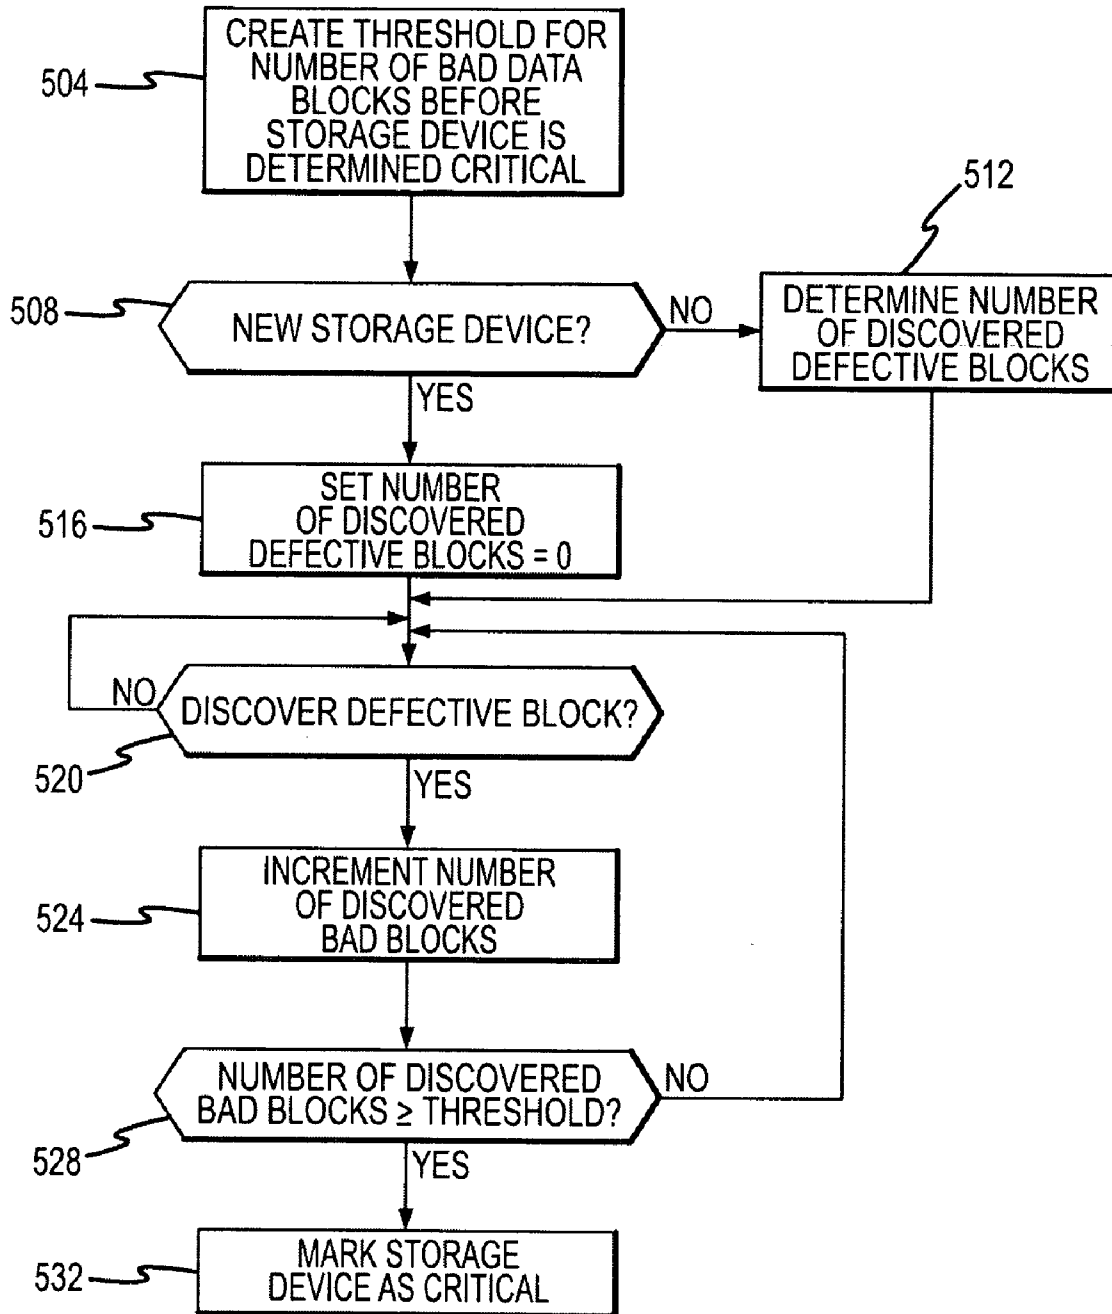 CREATE THRESHOLD FOR
NUMBER OF BAD DATA
BLOCKS BEFORE
STORAGE DEVICE IS
DETERMINED CRITICAL
504
512
508
NEW STORAGE DEVICE?
NO
DETERMINE NUMBER
OF DISCOVERED
DEFECTIVE BLOCKS
YES
516
SET NUMBER
OF DISCOVERED
DEFECTIVE BLOCKS = 0
NO
DISCOVER DEFECTIVE BLOCK?
520
YES
524
INCREMENT NUMBER
OF DISCOVERED
BAD BLOCKS
NUMBER OF DISCOVERED
BAD BLOCKS ≥ THRESHOLD?
NO
528
YES
532
MARK STORAGE
DEVICE AS CRITICAL